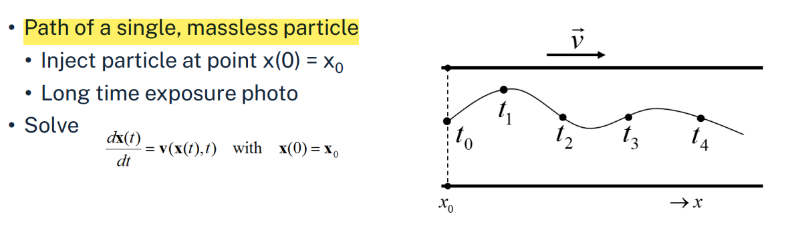 • Path of a single, massless particle
• Inject particle at point x(0) = x₀
• Long time exposure photo
• Solve
dx(t)/dt = v(x(t),t) with x(0) = x₀
v⃗
t₀
t₁
t₂
t₃
t₄
x₀
→ x